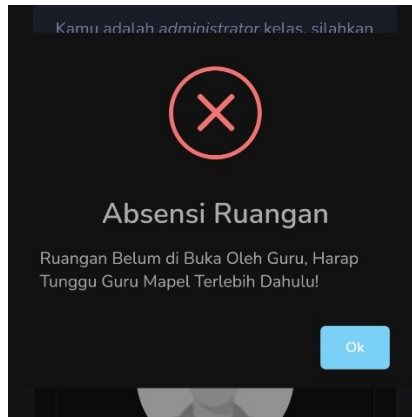 Kamu adalah administrator kelas, silahkan
Absensi Ruangan
Ruangan Belum di Buka Oleh Guru, Harap
Tunggu Guru Mapel Terlebih Dahulu!
Ok